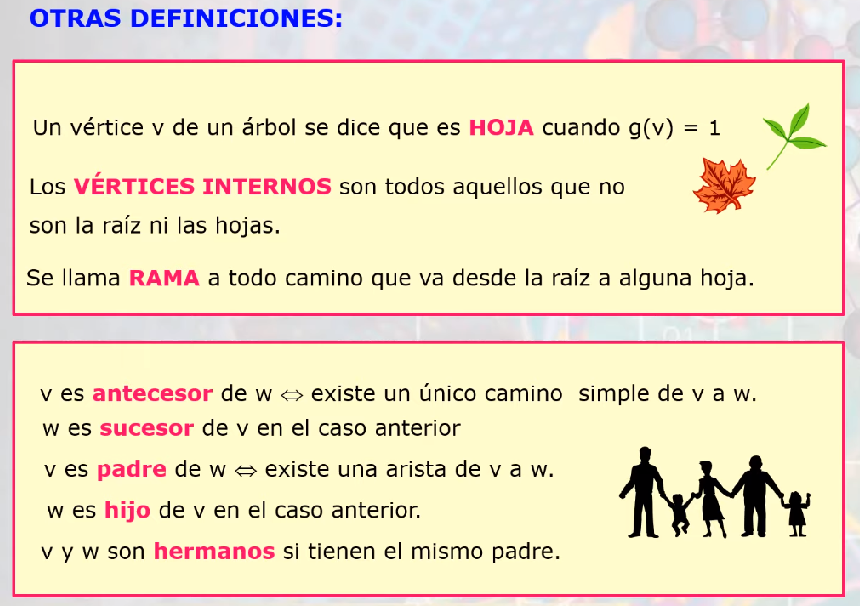 OTRAS DEFINICIONES:
Un vértice v de un árbol se dice que es HOJA cuando g(v) = 1
Los VÉRTICES INTERNOS son todos aquellos que no
son la raíz ni las hojas.
Se llama RAMA a todo camino que va desde la raíz a alguna hoja.
v es antecesor de w ⇔ existe un único camino simple de v a w.
w es sucesor de v en el caso anterior
v es padre de w ⇔ existe una arista de v a w.
w es hijo de v en el caso anterior.
v y w son hermanos si tienen el mismo padre.